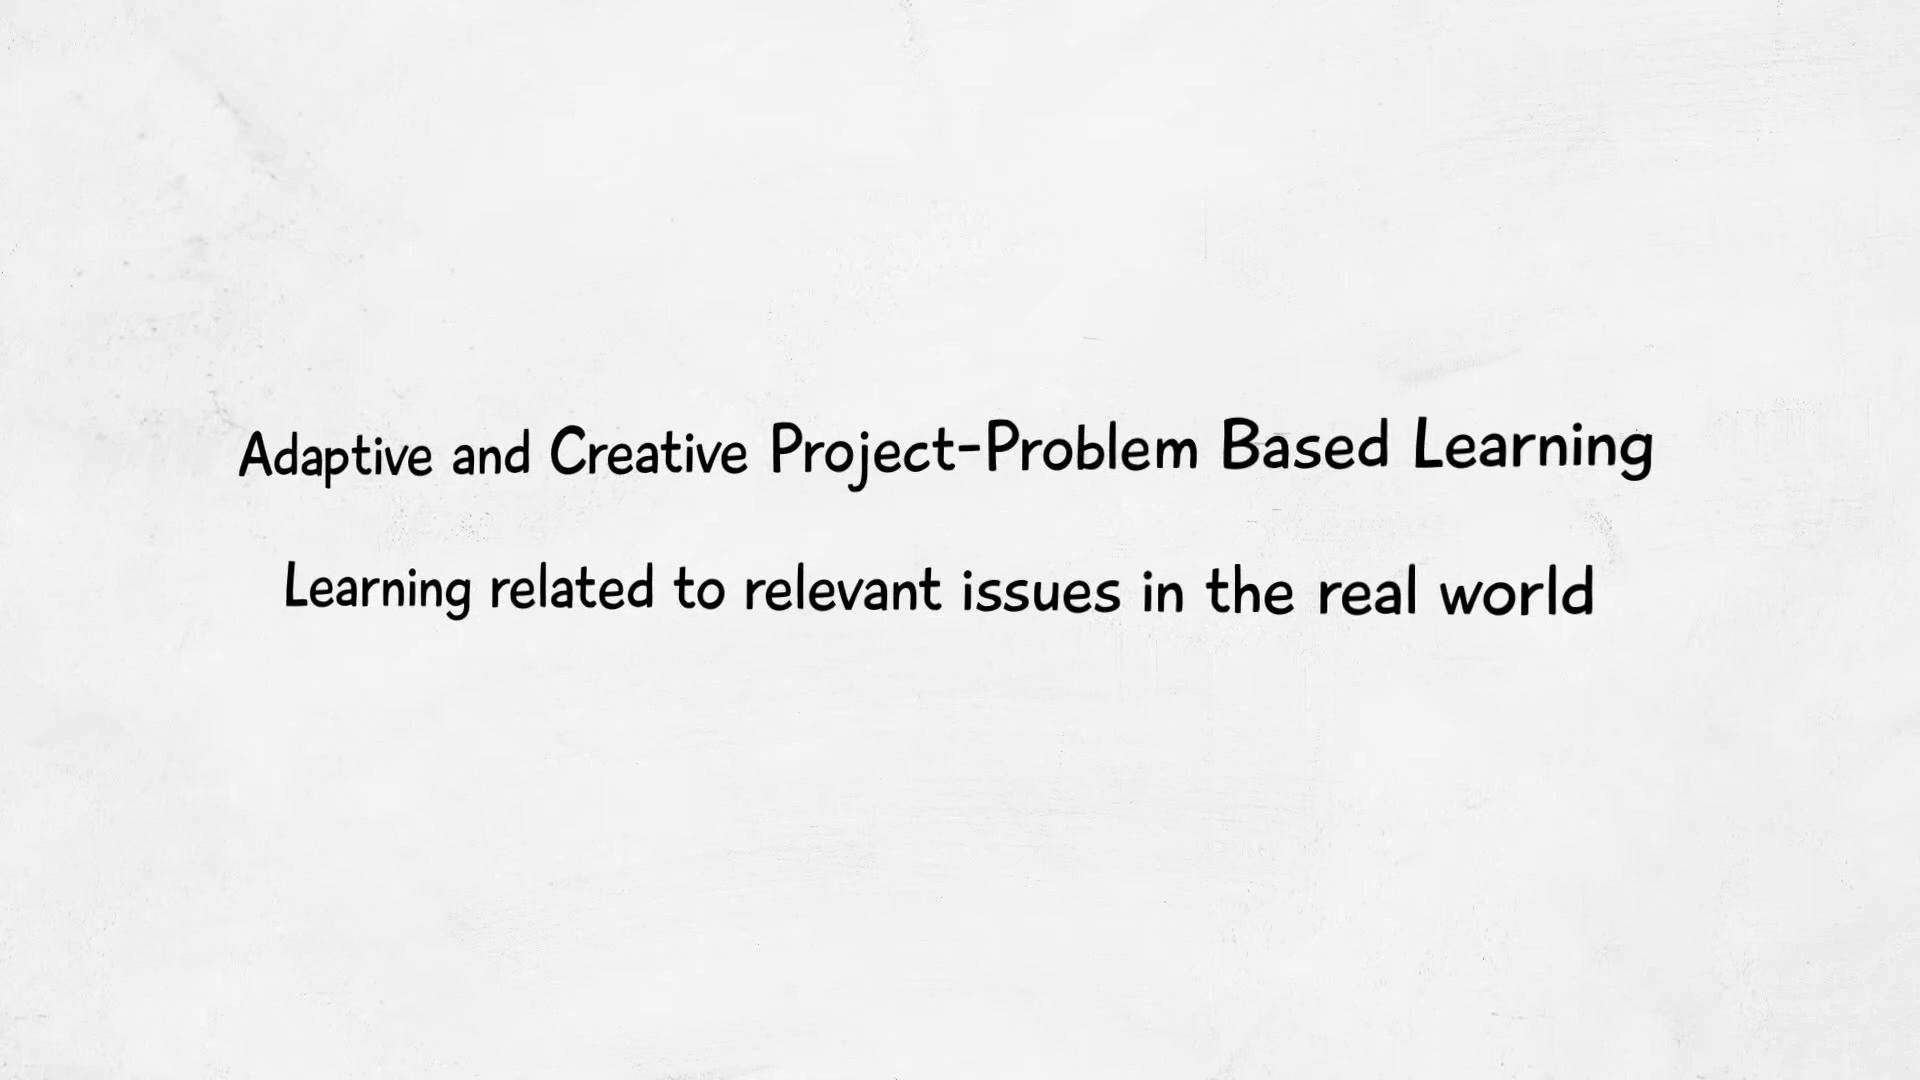 Adaptive and Creative Project-Problem Based Learning
Learning related to relevant issues in the real world